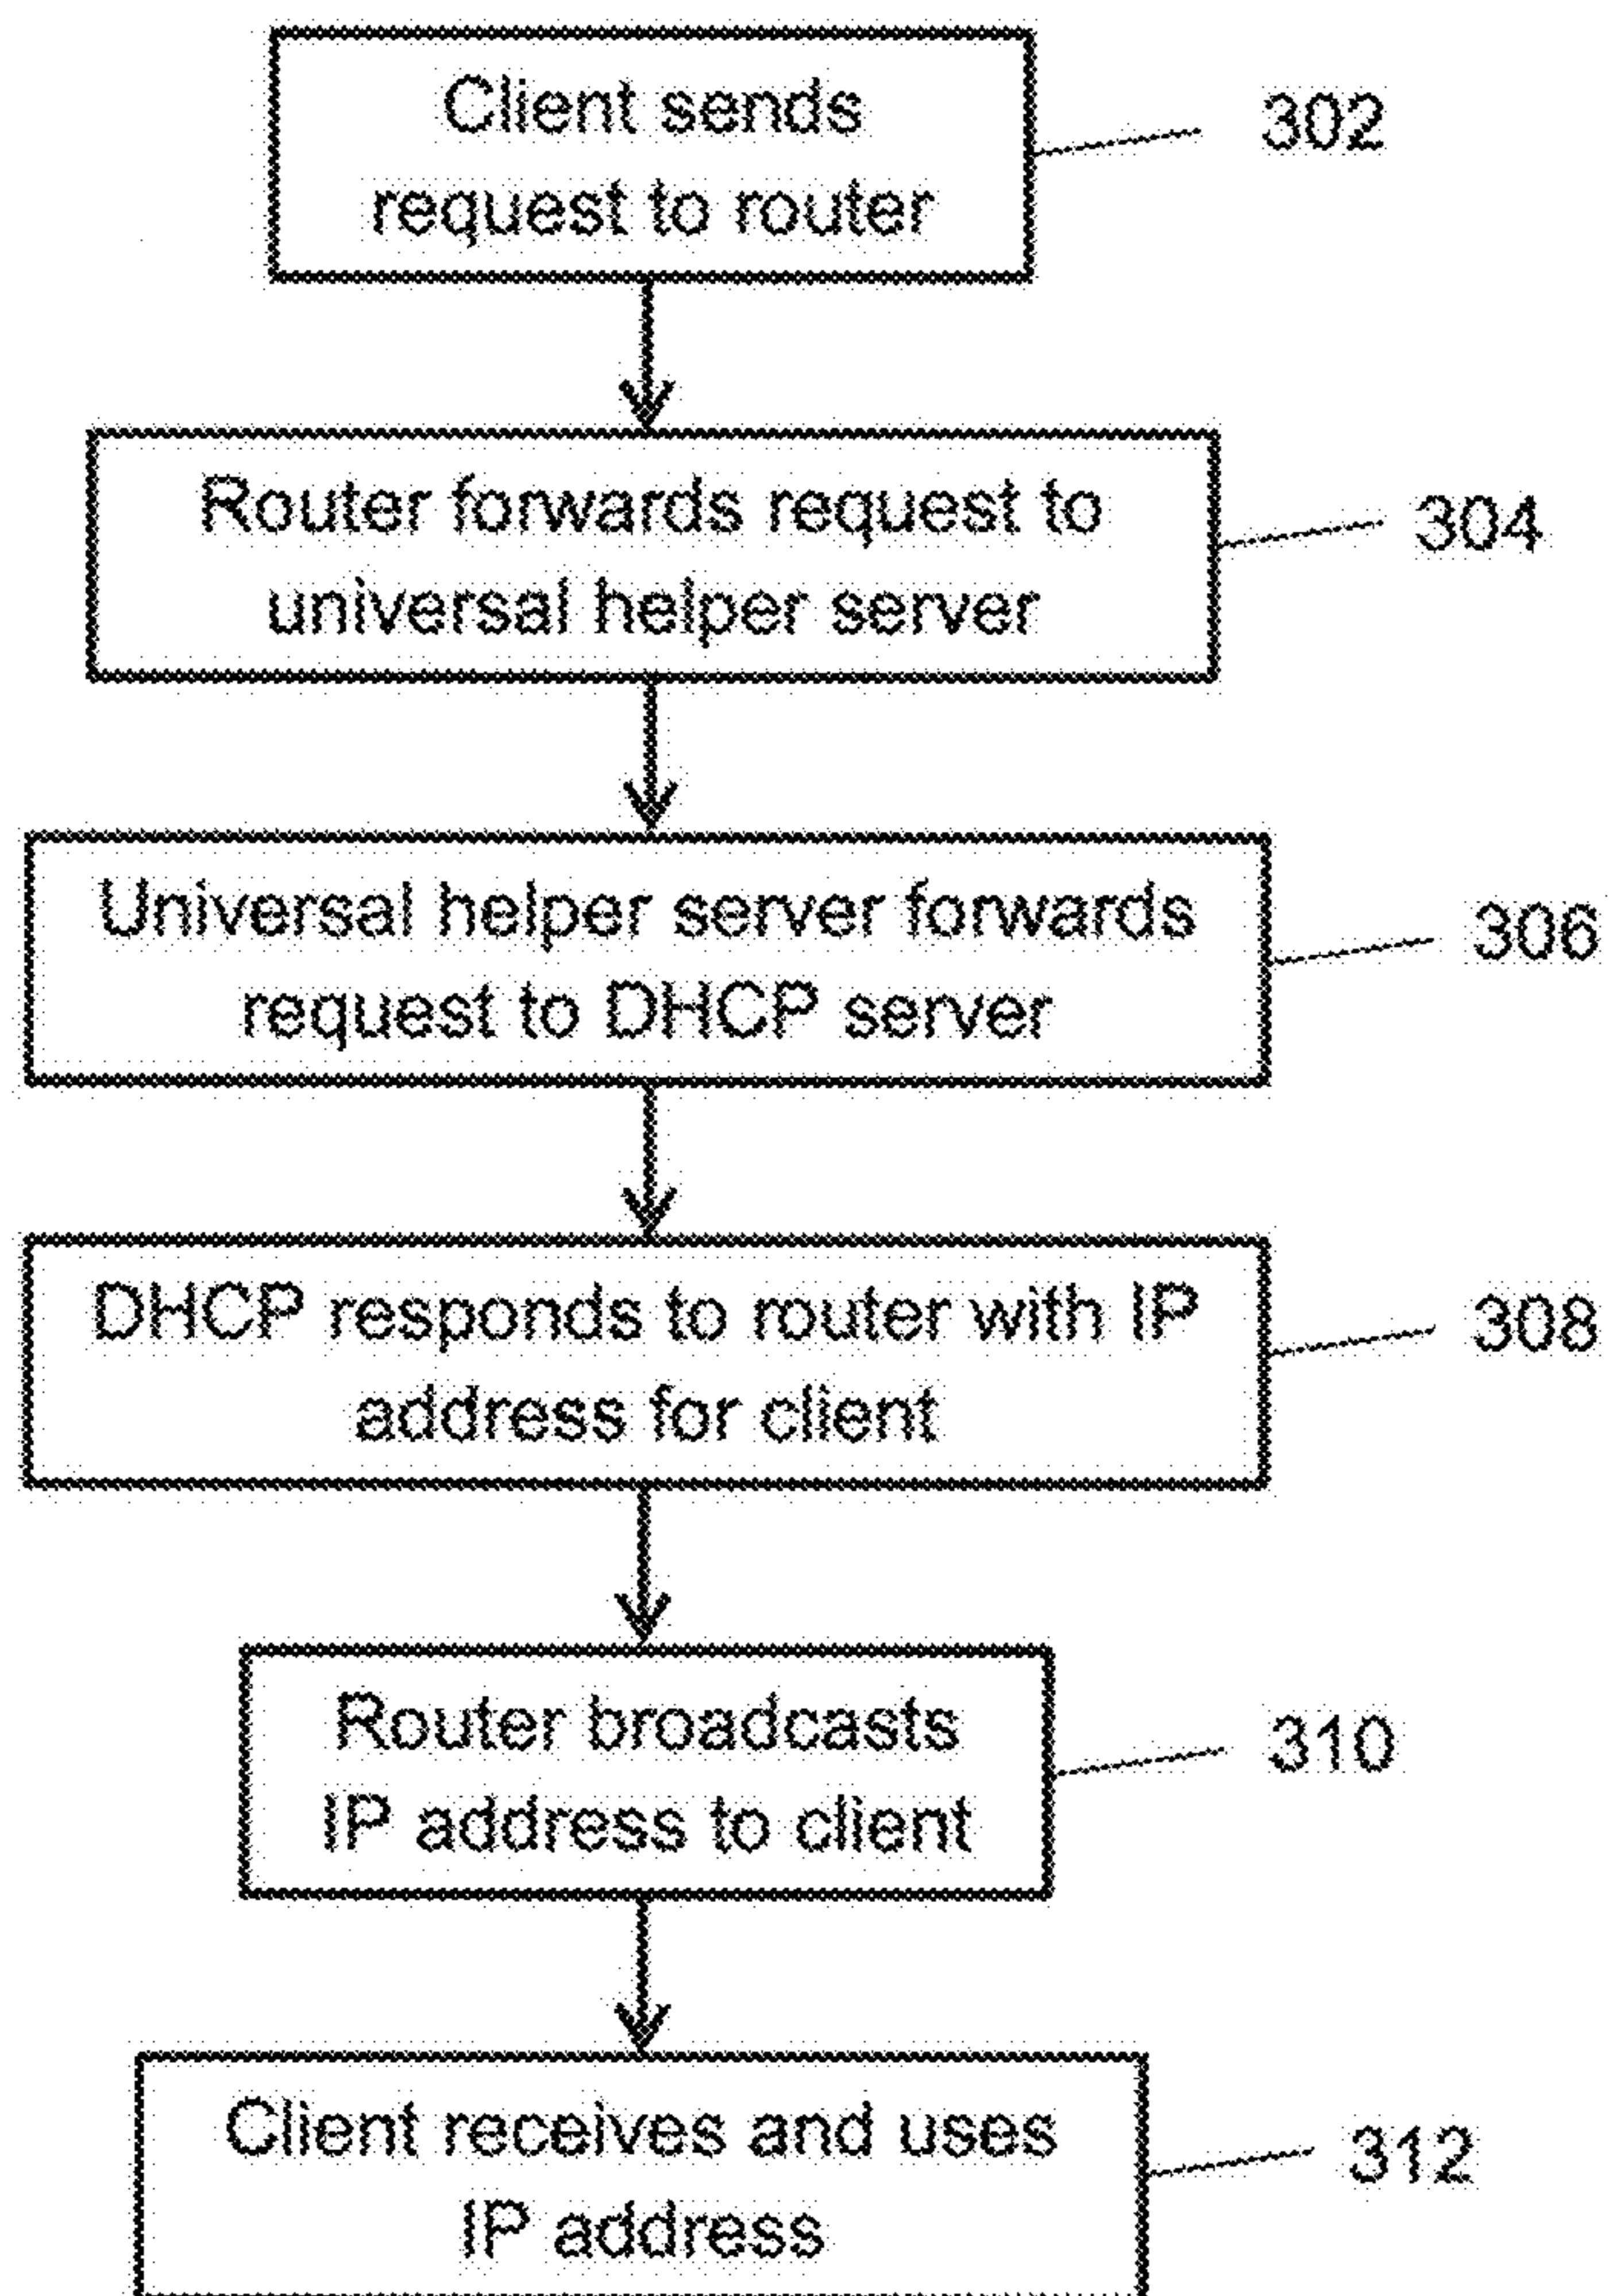 Client sends
request to router
302
Router forwards request to
universal helper server
304
Universal helper server forwards
request to DHCP server
306
DHCP responds to router with IP
address for client
308
Router broadcasts
IP address to client
310
Client receives and uses
IP address
312